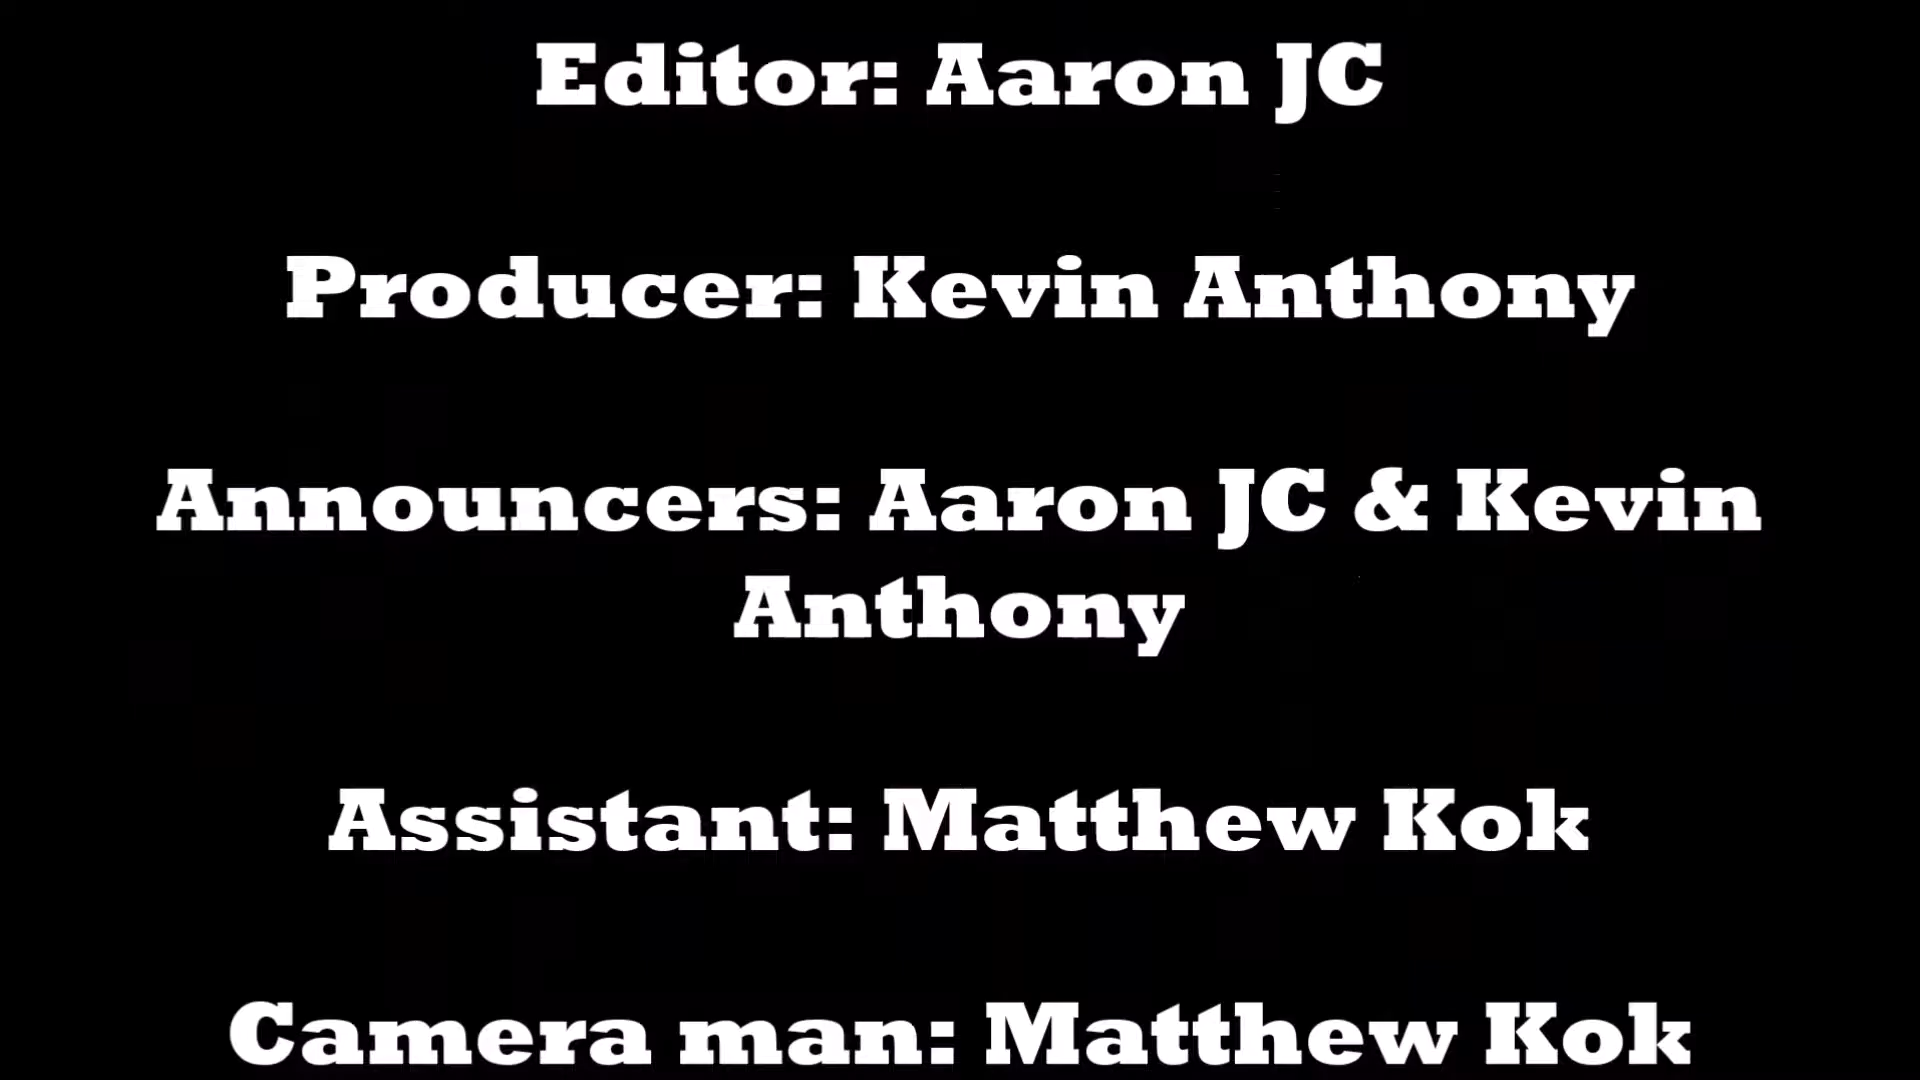 Editor: Aaron JC
Producer: Kevin Anthony
Announcers: Aaron JC & Kevin
Anthony
Assistant: Matthew Kok
Camera man: Matthew Kok